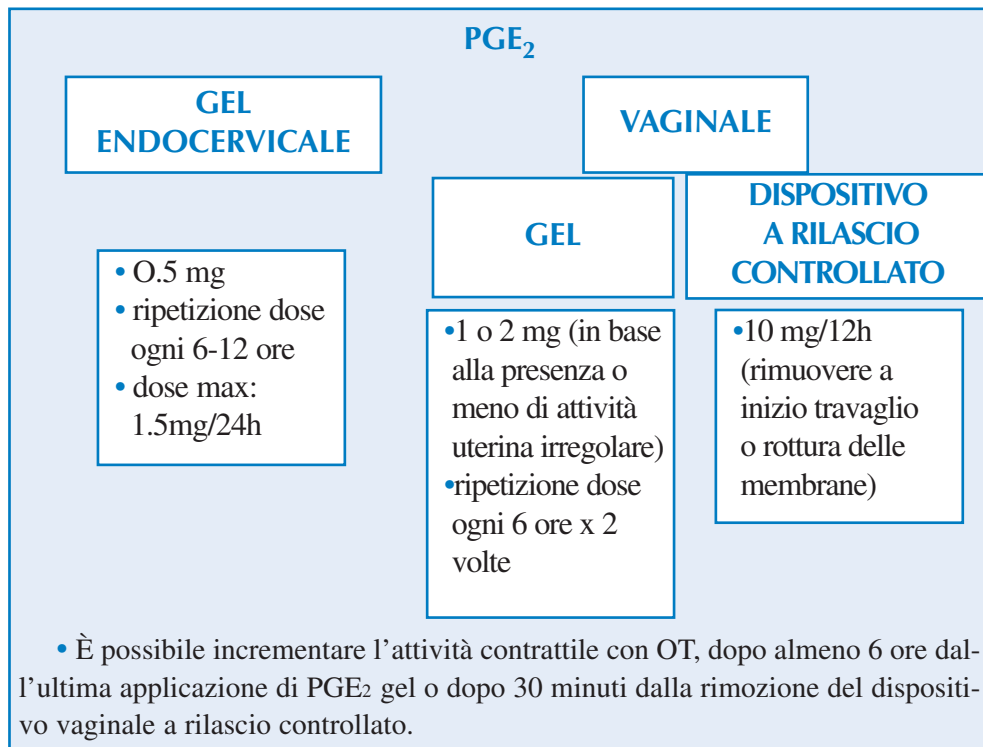 PGE2
GEL
ENDOCERVICALE
• O.5 mg
• ripetizione dose
ogni 6-12 ore
• dose max:
1.5mg/24h
VAGINALE
GEL
•1 o 2 mg (in base
alla presenza o
meno di attività
uterina irregolare)
•ripetizione dose
ogni 6 ore x 2
volte
DISPOSITIVO
A RILASCIO
CONTROLLATO
•10 mg/12h
(rimuovere a
inizio travaglio
o rottura delle
membrane)
• È possibile incrementare l’attività contrattile con OT, dopo almeno 6 ore dal-
l’ultima applicazione di PGE2 gel o dopo 30 minuti dalla rimozione del dispositi-
vo vaginale a rilascio controllato.